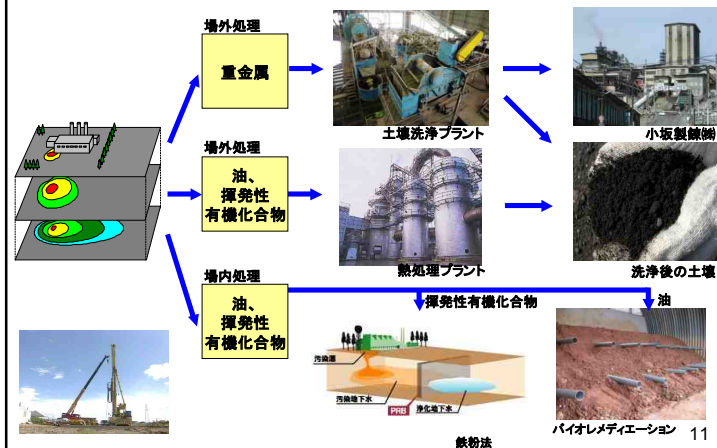 場外処理
重金属
土壌洗浄プラント
小坂製錬㈱
場外処理
油、
揮発性
有機化合物
熱処理プラント
洗浄後の土壌
場内処理
油、
揮発性
有機化合物
揮発性有機化合物
油
汚染源
汚染地下水
PRB
浄化地下水
鉄粉法
バイオレメディエーション
11